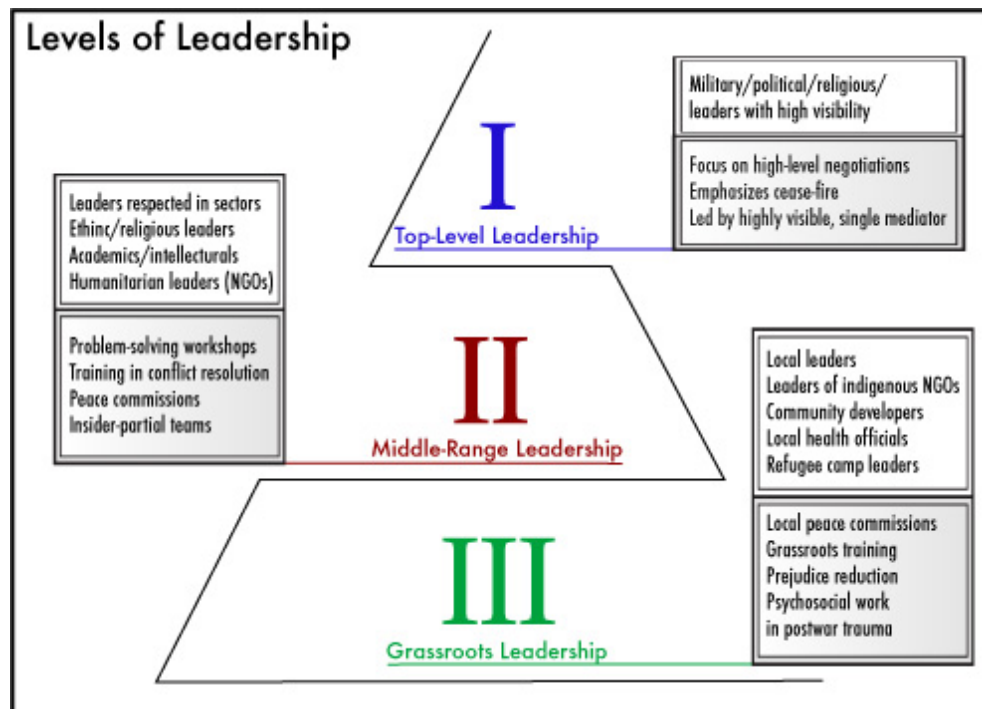 Levels of Leadership
I
Top-Level Leadership
Military/political/religious/
leaders with high visibility
Focus on high-level negotiations
Emphasizes cease-fire
Led by highly visible, single mediator
Leaders respected in sectors
Ethinc/religious leaders
Academics/intellecturals
Humanitarian leaders (NGOs)
Problem-solving workshops
Training in conflict resolution
Peace commissions
Insider-partial teams
II
Middle-Range Leadership
Local leaders
Leaders of indigenous NGOs
Community developers
Local health officials
Refugee camp leaders
Local peace commissions
Grassroots training
Prejudice reduction
Psychosocial work
in postwar trauma
III
Grassroots Leadership